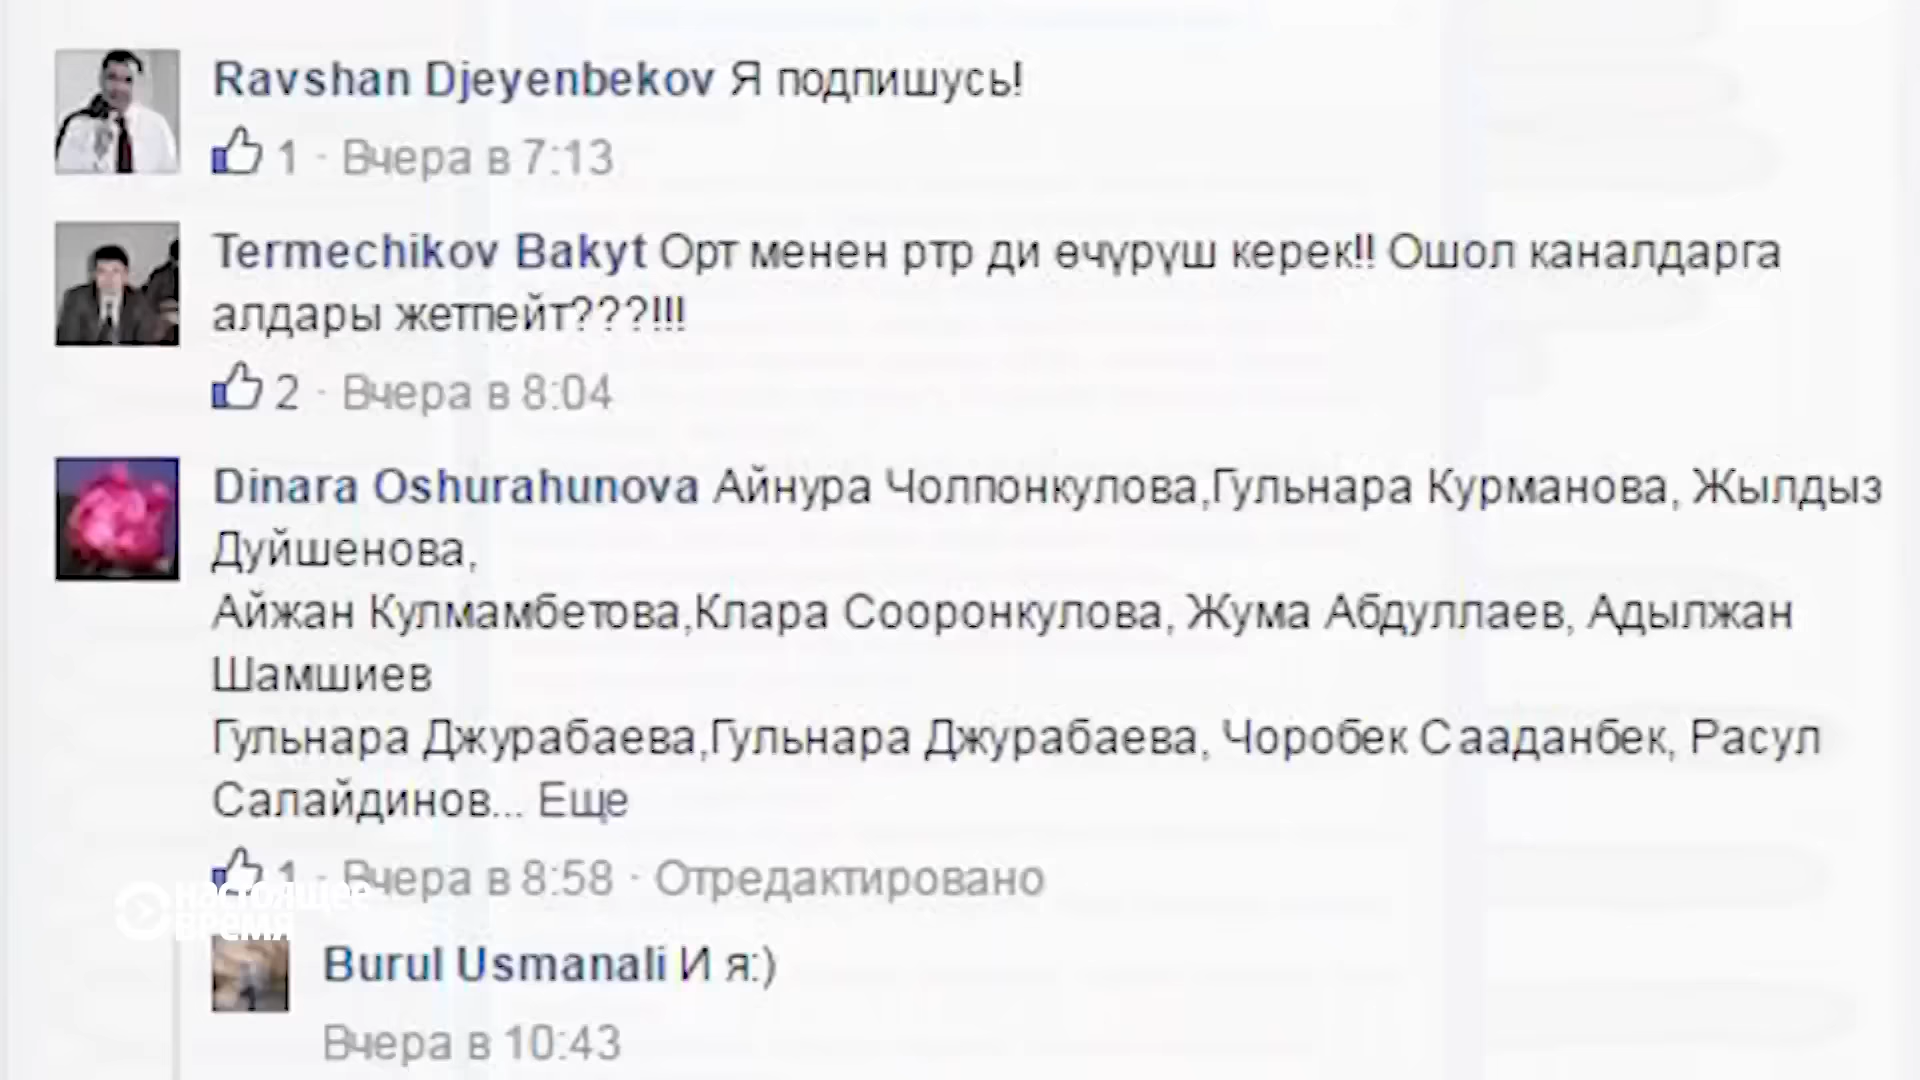 Ravshan Djeyenbekov Я подпишусь!
1 · Вчера в 7:13
Termechikov Bakyt Орт менен ртр ди өчүрүш керек!! Ошол каналдарга
алдары жетпейт???!!!
2 · Вчера в 8:04
Dinara Oshurahunova Айнура Чолпонкулова,Гульнара Курманова, Жылдыз
Дуйшенова,
Айжан Кулмамбетова,Клара Сооронкулова, Жума Абдуллаев, Адылжан
Шамшиев
Гульнара Джурабаева,Гульнара Джурабаева, Чоробек Сааданбек, Расул
Салайдинов... Еще
1 · Вчера в 8:58 · Отредактировано
НАСТОЯЩЕЕ
ВРЕМЯ
Burul Usmanali И я:)
Вчера в 10:43